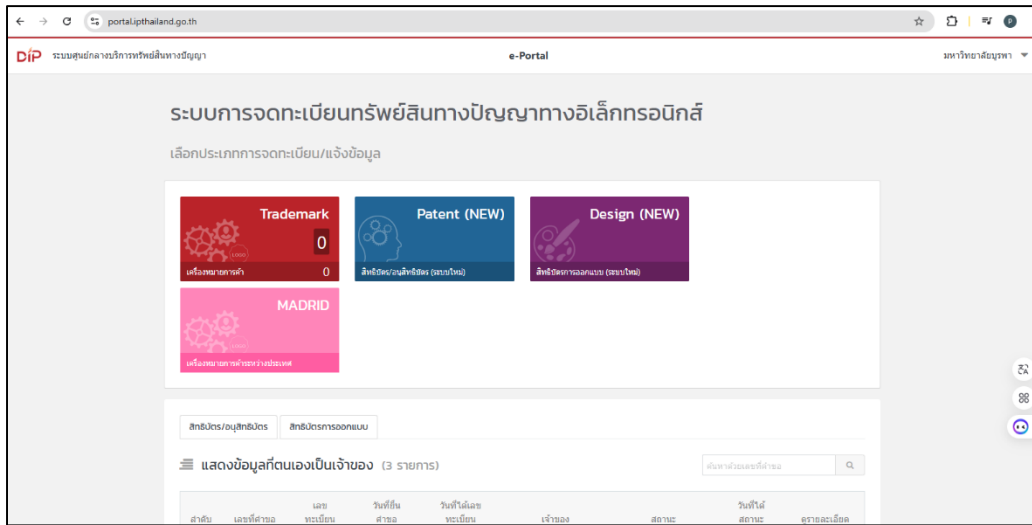 portal.ipthailand.go.th
P
DIP ระบบศูนย์กลางบริการทรัพย์สินทางปัญญา e-Portal มหาวิทยาลัยบูรพา
ระบบการจดทะเบียนทรัพย์สินทางปัญญาทางอิเล็กทรอนิกส์
เลือกประเภทการจดทะเบียน/แจ้งข้อมูล
Trademark
0
LOGO
เครื่องหมายการค้า 0
Patent (NEW)
สิทธิบัตร/อนุสิทธิบัตร (ระบบใหม่)
Design (NEW)
สิทธิบัตรการออกแบบ (ระบบใหม่)
MADRID
LOGO
เครื่องหมายการค้าระหว่างประเทศ
สิทธิบัตร/อนุสิทธิบัตร สิทธิบัตรการออกแบบ
แสดงข้อมูลที่ตนเองเป็นเจ้าของ (3 รายการ)
ค้นหาด้วยเลขที่คำขอ
ลำดับ เลขที่คำขอ เลขทะเบียน วันที่ยื่นคำขอ วันที่ได้เลขทะเบียน เจ้าของ สถานะ วันที่ได้สถานะ ดูรายละเอียด